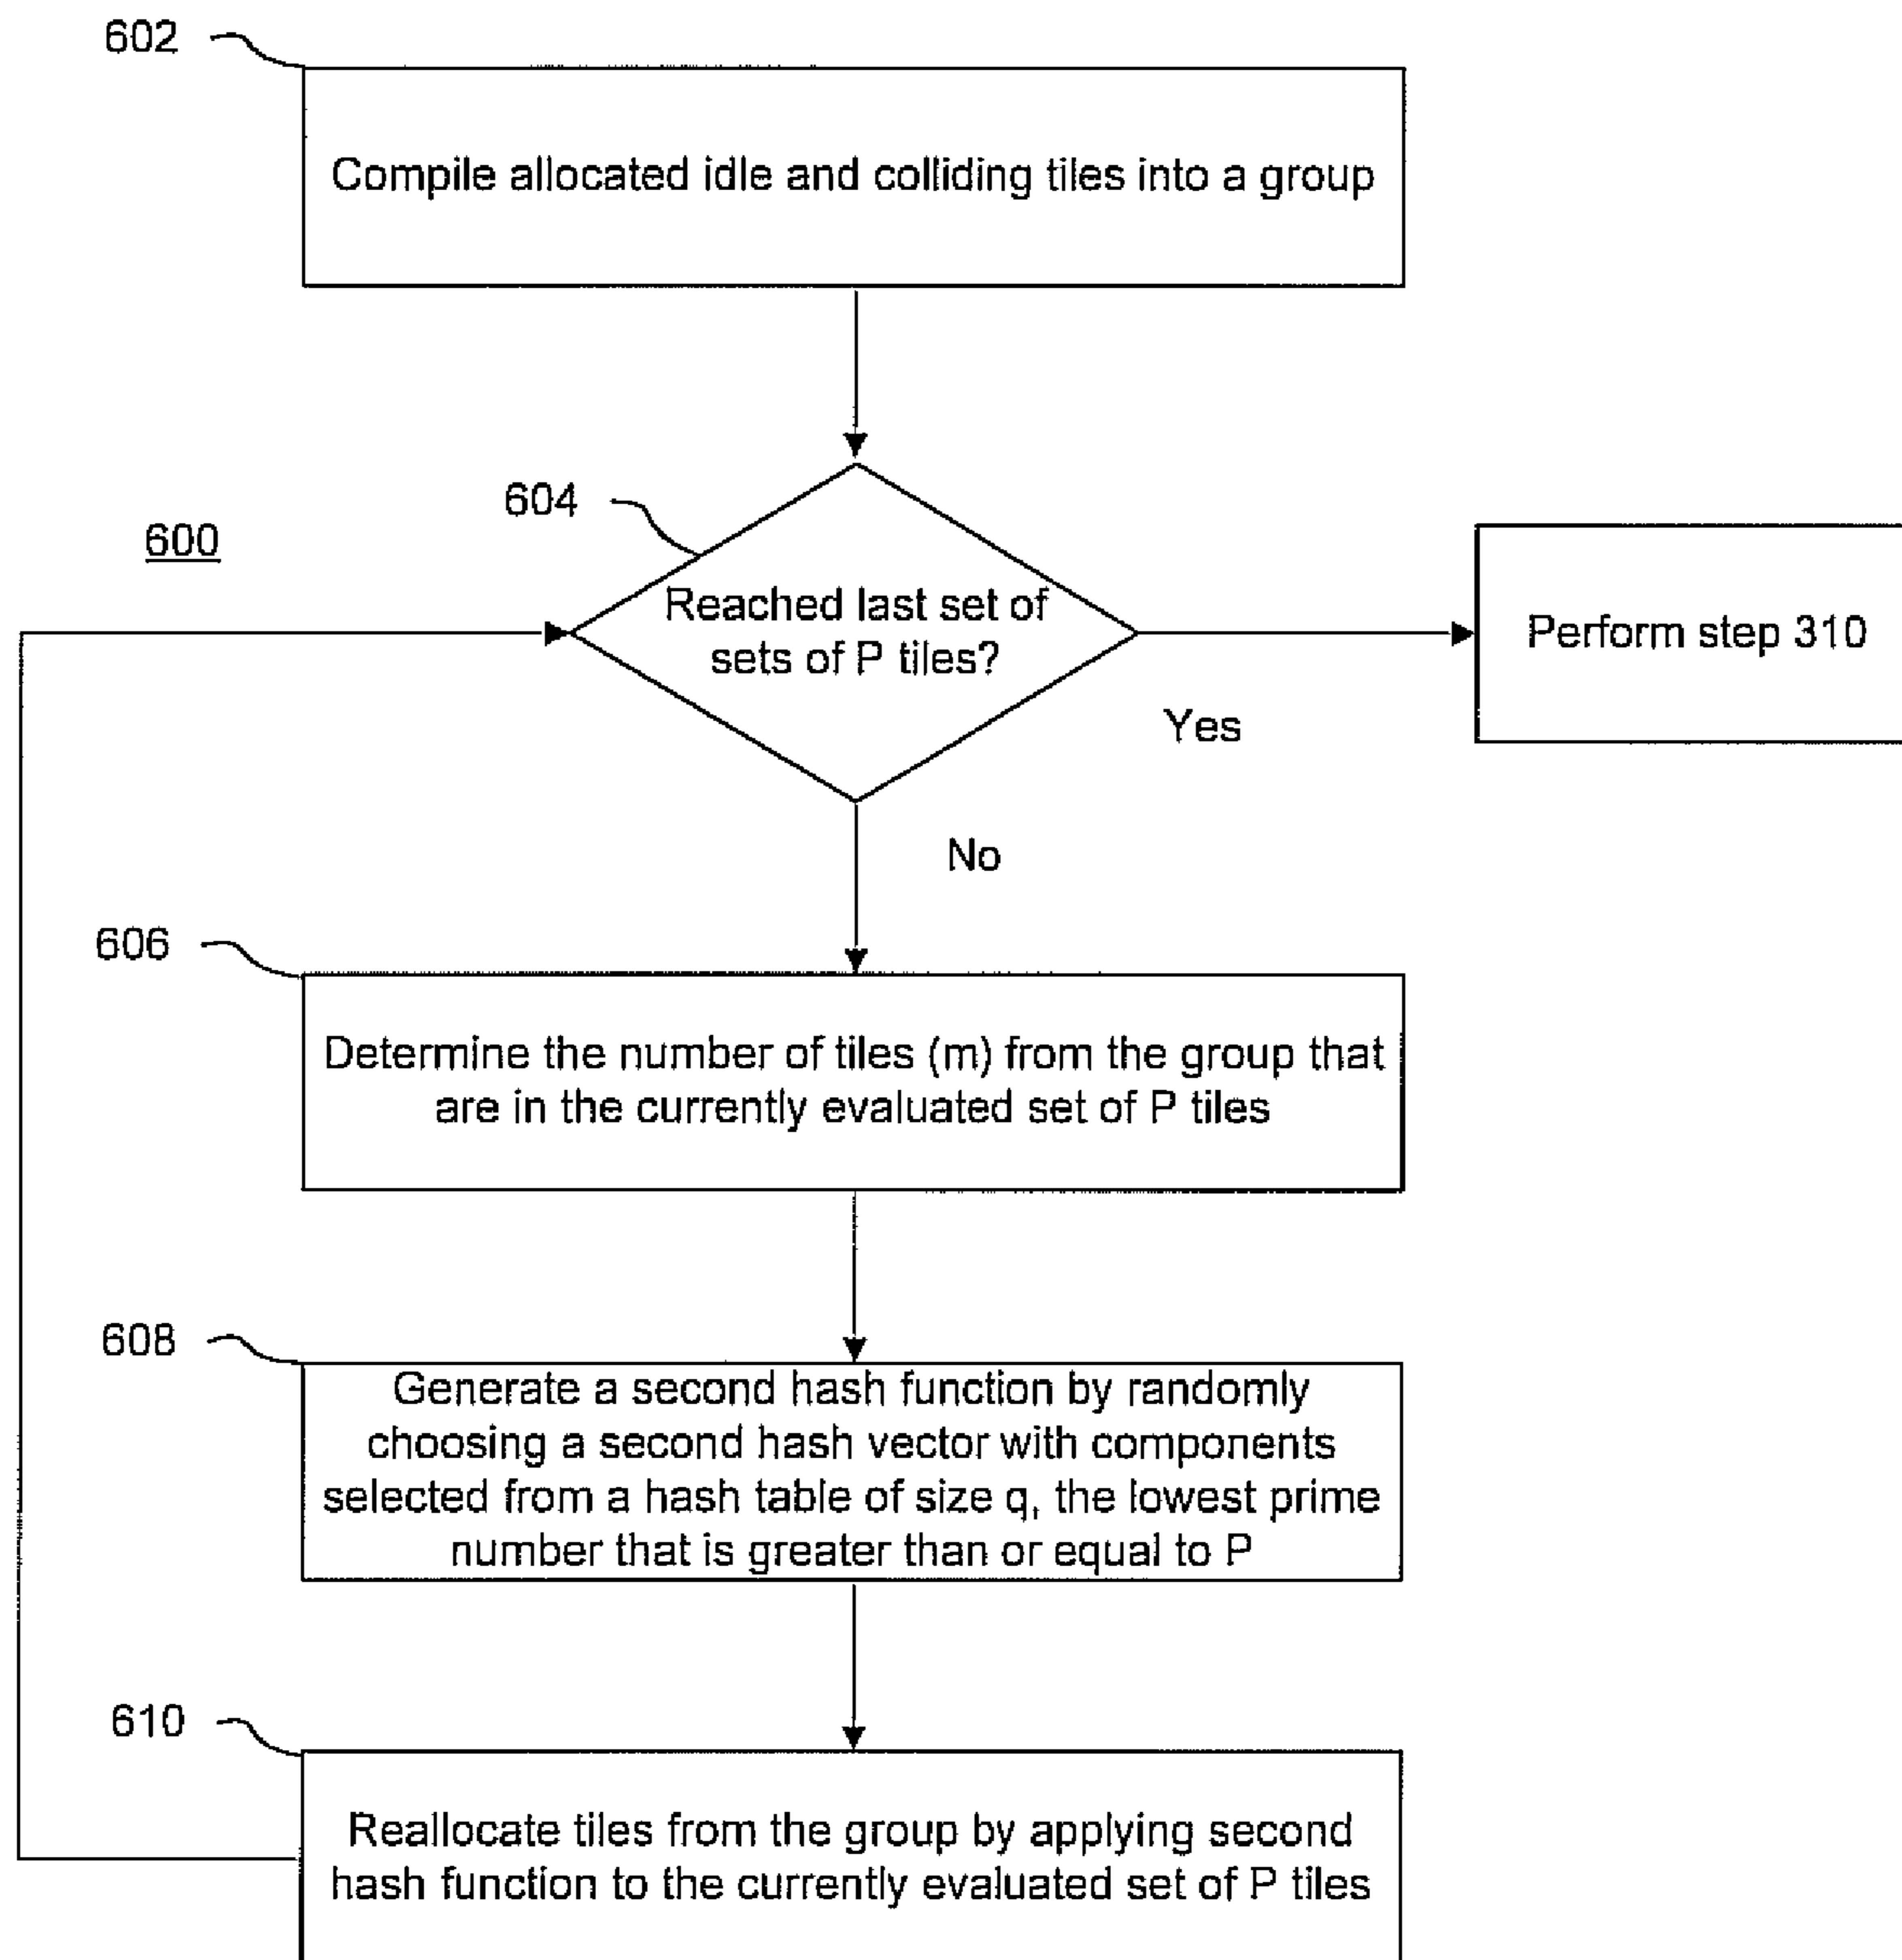 602
Compile allocated idle and colliding tiles into a group
604
600
Reached last set of
sets of P tiles?
Perform step 310
Yes
No
606
Determine the number of tiles (m) from the group that
are in the currently evaluated set of P tiles
608
Generate a second hash function by randomly
choosing a second hash vector with components
selected from a hash table of size q, the lowest prime
number that is greater than or equal to P
610
Reallocate tiles from the group by applying second
hash function to the currently evaluated set of P tiles